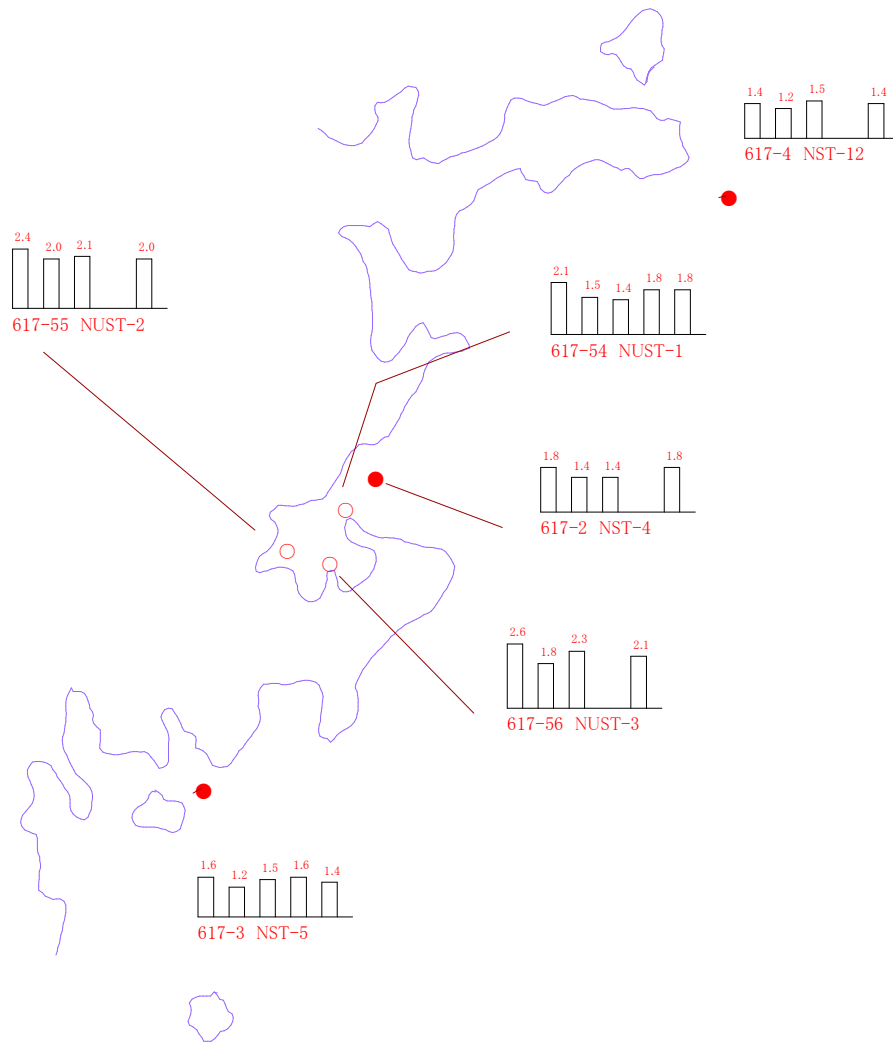 1.4 1.2 1.5 1.4
617-4 NST-12
2.4 2.0 2.1 2.0
617-55 NUST-2
2.1 1.5 1.4 1.8 1.8
617-54 NUST-1
1.8 1.4 1.4 1.8
617-2 NST-4
2.6 1.8 2.3 2.1
617-56 NUST-3
1.6 1.2 1.5 1.6 1.4
617-3 NST-5